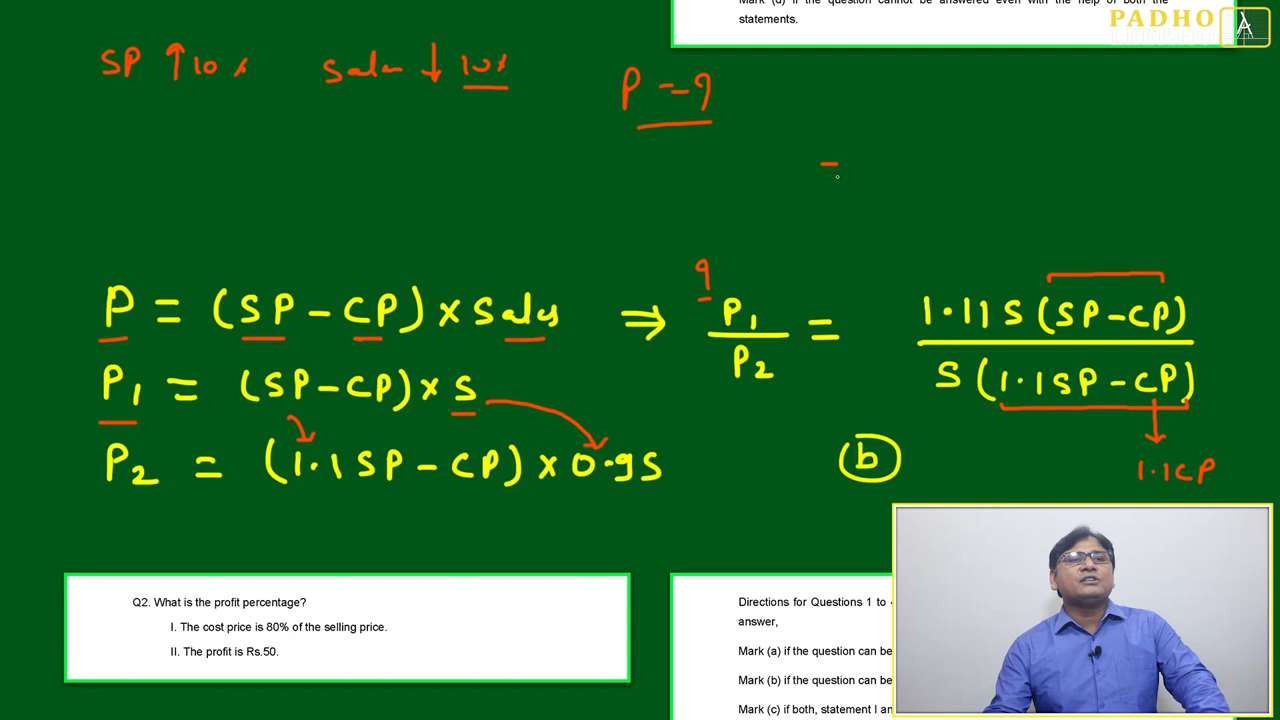 Mark (d) if the question cannot be answered even with the help of both the
statements.
PADHO
LEEKHO
A
SP ↑ 10 %
Sales ↓ 10%
P = 9
P = (SP - CP) × Sales ⇒
P1 = (SP - CP) × S
P2 = (1.1SP - CP) × 0.9S
9
P1
P2
=
1.11 S (SP - CP)
S (1.1SP - CP)
1.1CP
(b)
Q2. What is the profit percentage?
I. The cost price is 80% of the selling price.
II. The profit is Rs.50.
Directions for Questions 1 to
answer,
Mark (a) if the question can be
Mark (b) if the question can be
Mark (c) if both, statement I an